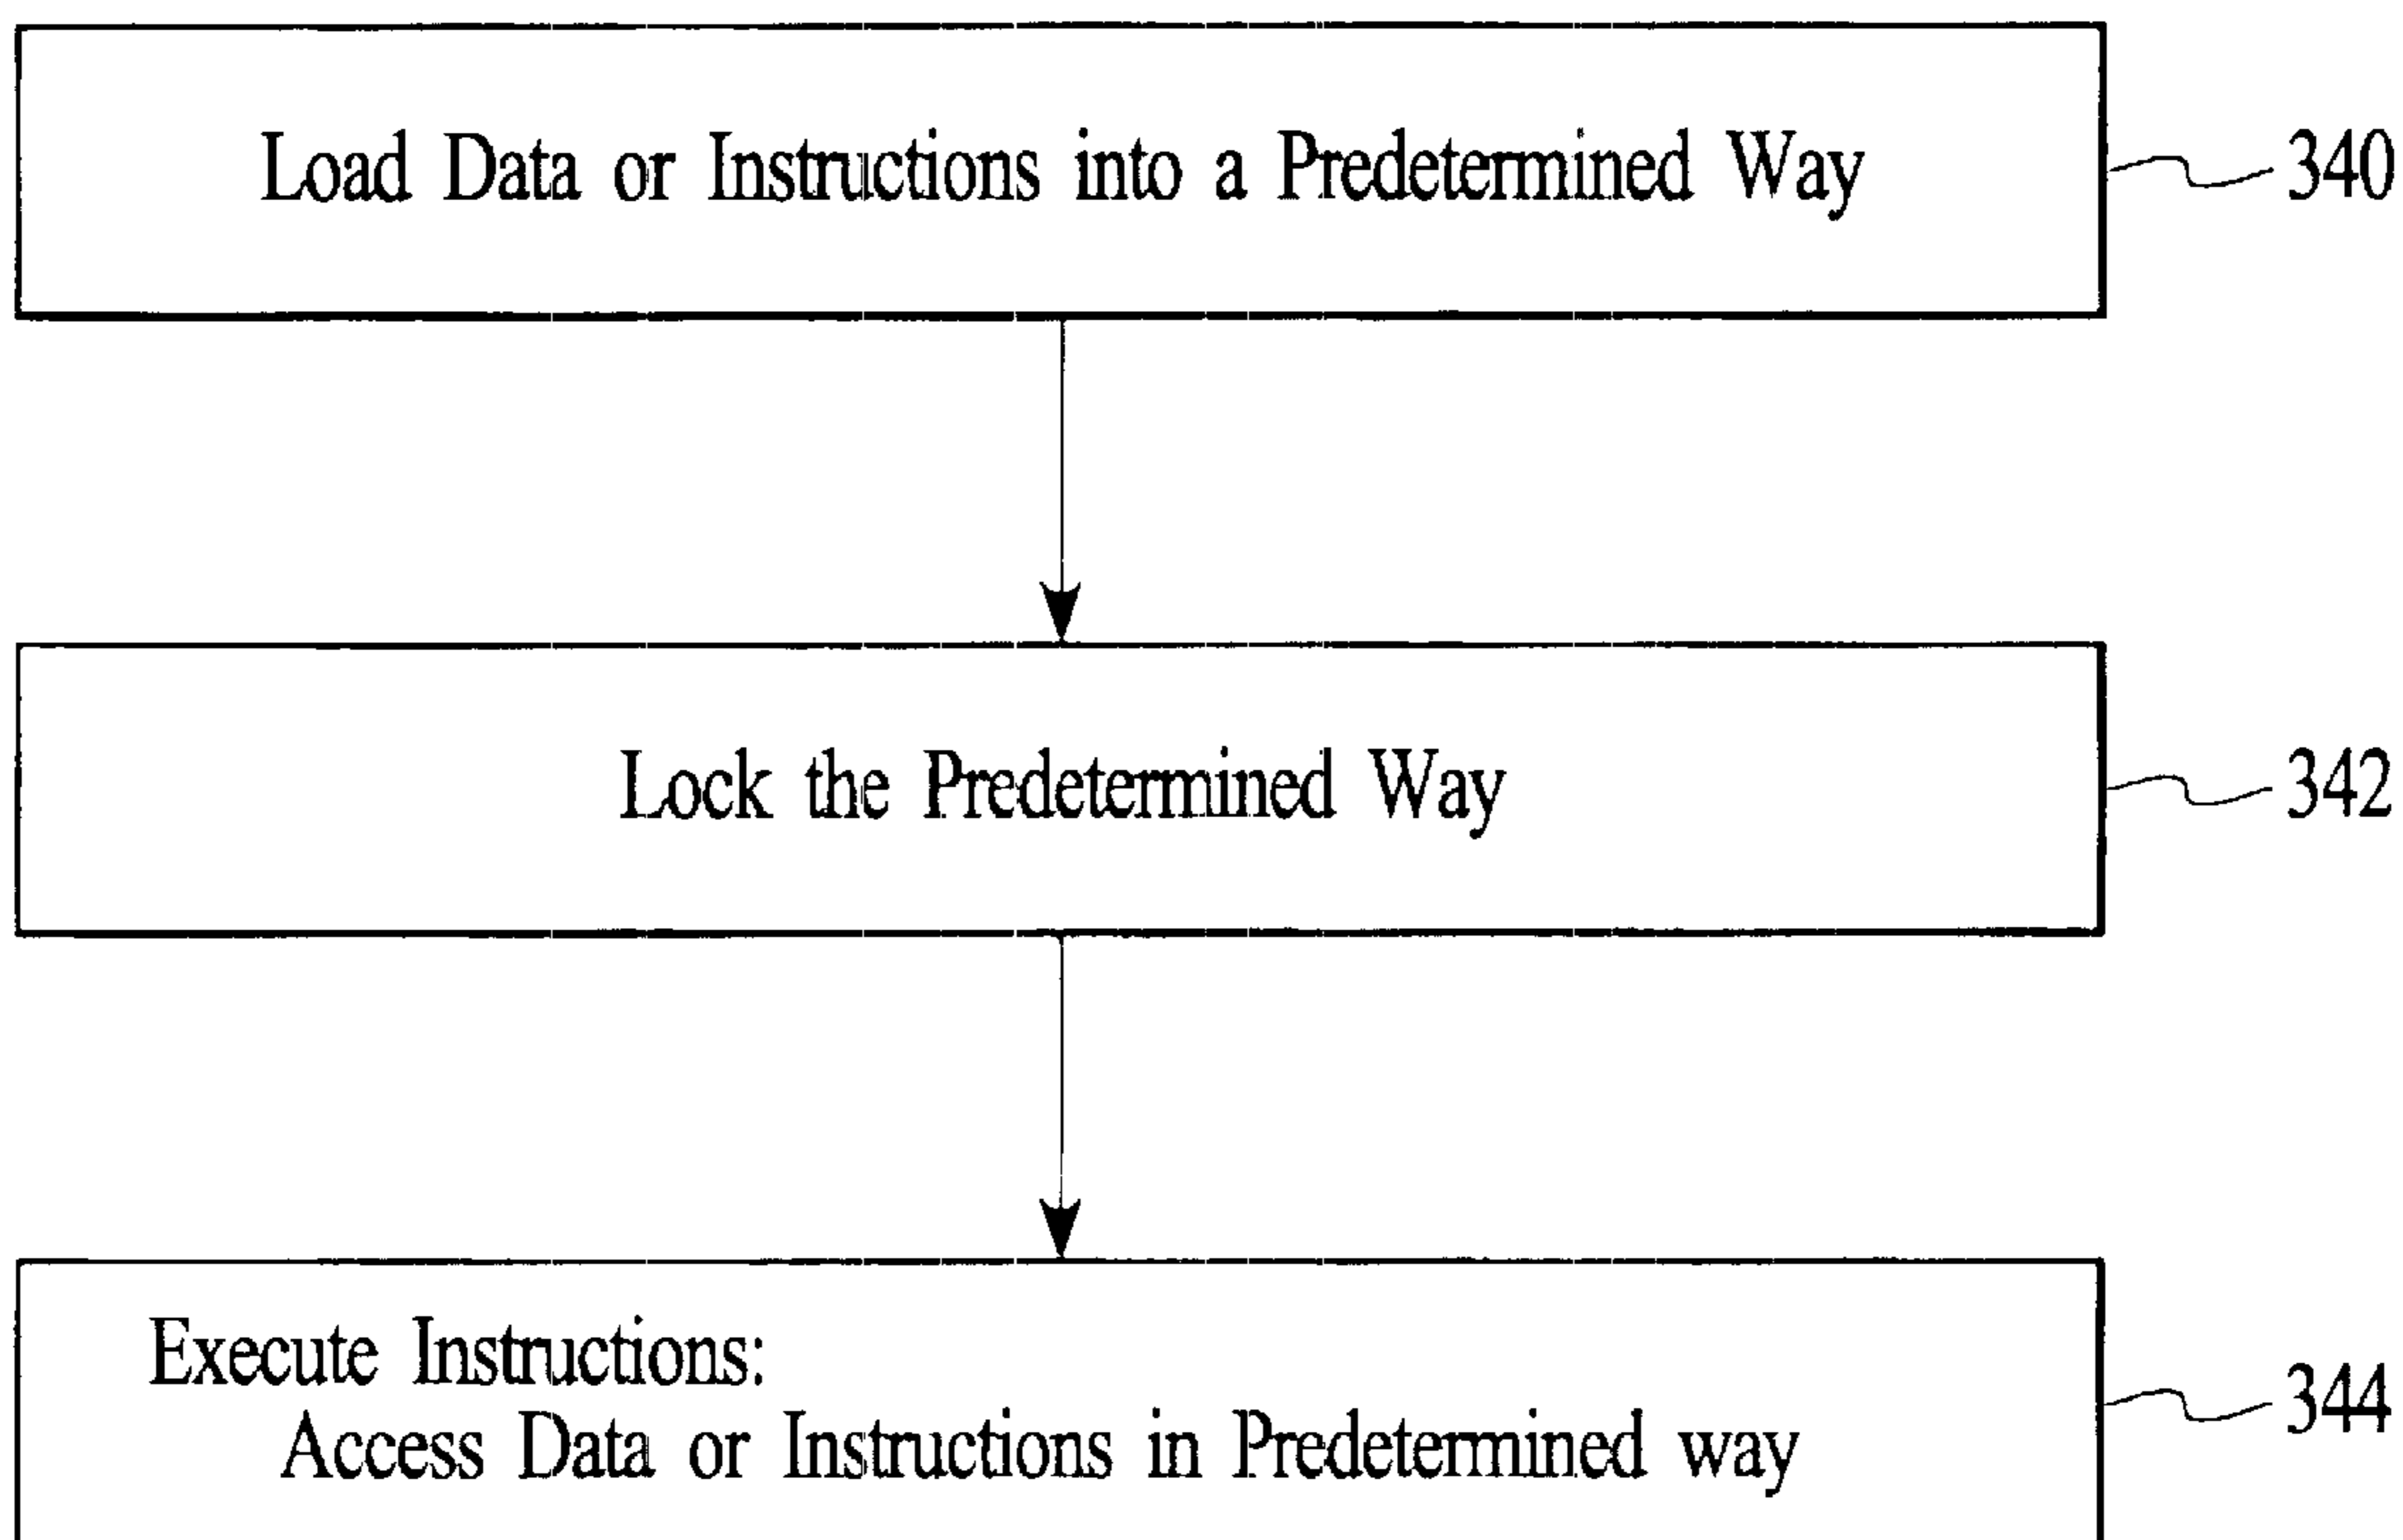 Load Data or Instructions into a Predetermined Way
340
Lock the Predetermined Way
342
Execute Instructions:
Access Data or Instructions in Predetermined way
344